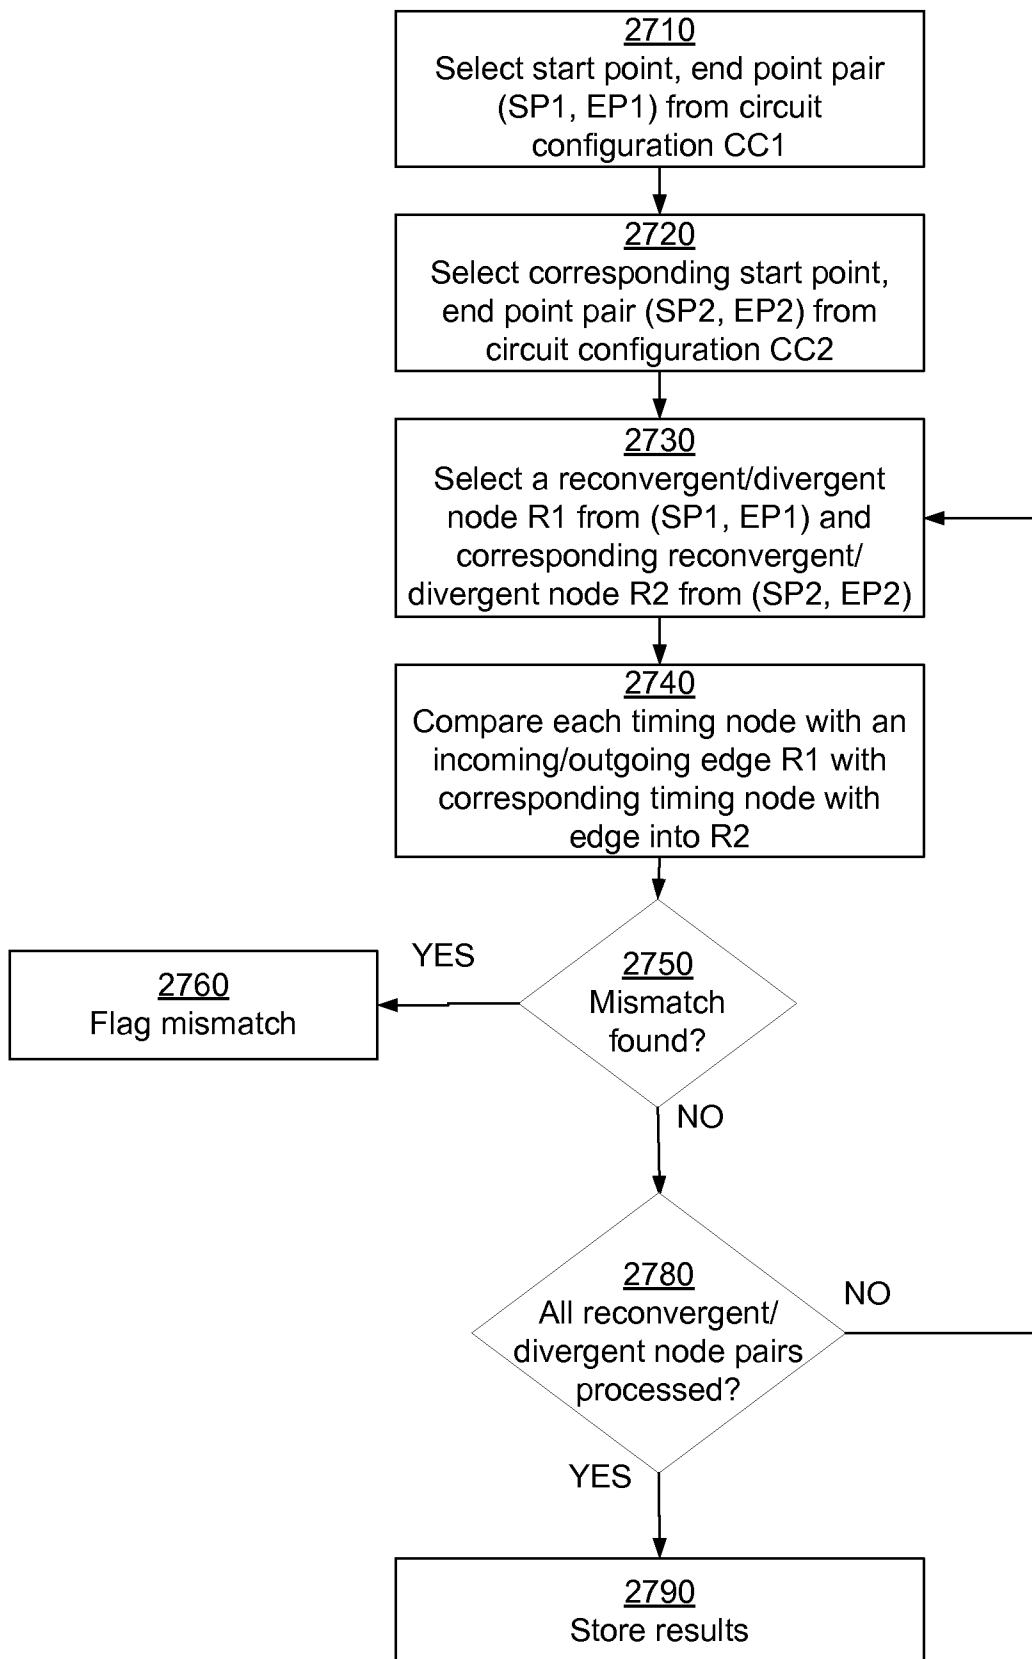 2710
Select start point, end point pair
(SP1, EP1) from circuit
configuration CC1
2720
Select corresponding start point,
end point pair (SP2, EP2) from
circuit configuration CC2
2730
Select a reconvergent/divergent
node R1 from (SP1, EP1) and
corresponding reconvergent/
divergent node R2 from (SP2, EP2)
2740
Compare each timing node with an
incoming/outgoing edge R1 with
corresponding timing node with
edge into R2
YES
2750
Mismatch
found?
2760
Flag mismatch
NO
2780
All reconvergent/
divergent node pairs
processed?
NO
YES
2790
Store results